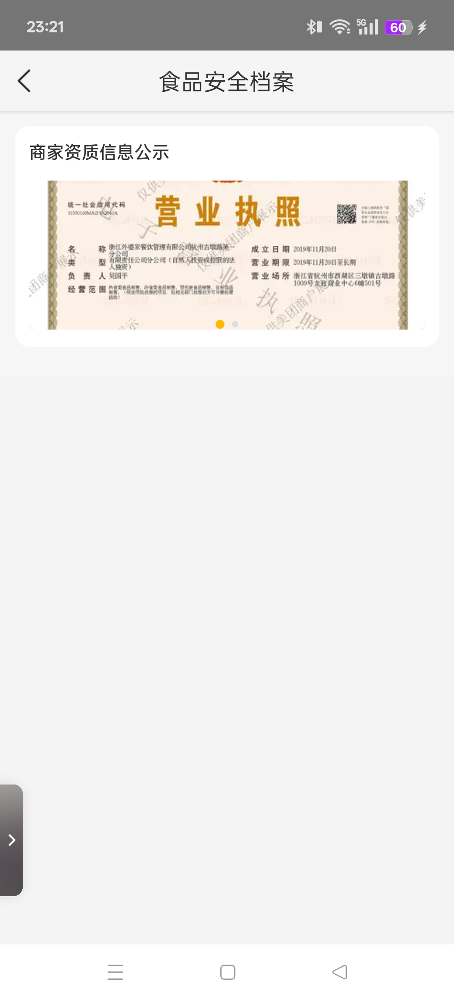 23:21
5G
60
食品安全档案
商家资质信息公示
营业执照
统一社会信用代码
名称 浙江外婆家餐饮管理有限公司杭州古墩路第一
分公司
类型 有限责任公司分公司（自然人投资或控股的法
人独资）
负责人 吴国平
经营范围 热食类食品制售，冷食类食品制售，预包装食品销售，自制饮品
制售。（依法须经批准的项目，经相关部门批准后方可开展经营
活动）
成立日期 2019年11月20日
营业期限 2019年11月20日至长期
营业场所 浙江省杭州市西湖区三墩镇古墩路
1009号龙致商业中心6幢501号
仅供美团商户展示
电子营业执照